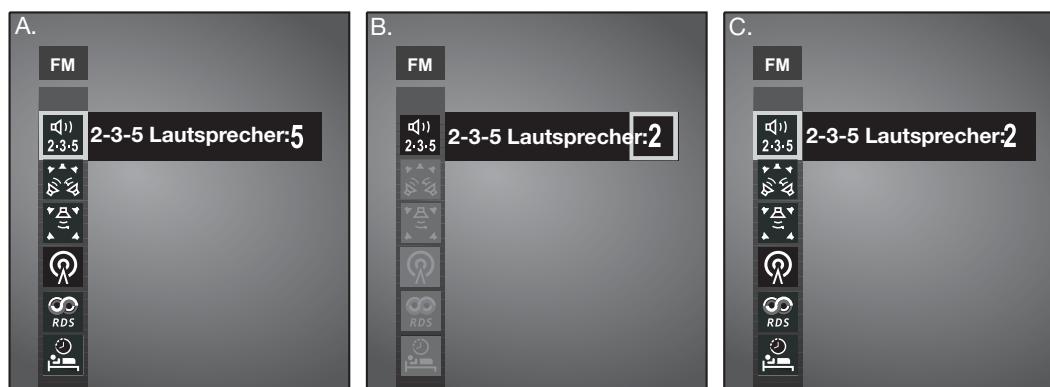 A.
FM
2-3-5 Lautsprecher:5
2·3·5
RDS
B.
FM
2-3-5 Lautsprecher:2
2·3·5
RDS
C.
FM
2-3-5 Lautsprecher:2
2·3·5
RDS